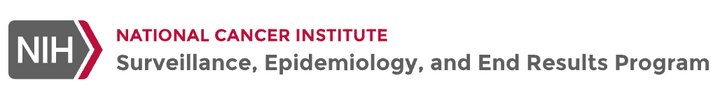 NIH
NATIONAL CANCER INSTITUTE
Surveillance, Epidemiology, and End Results Program